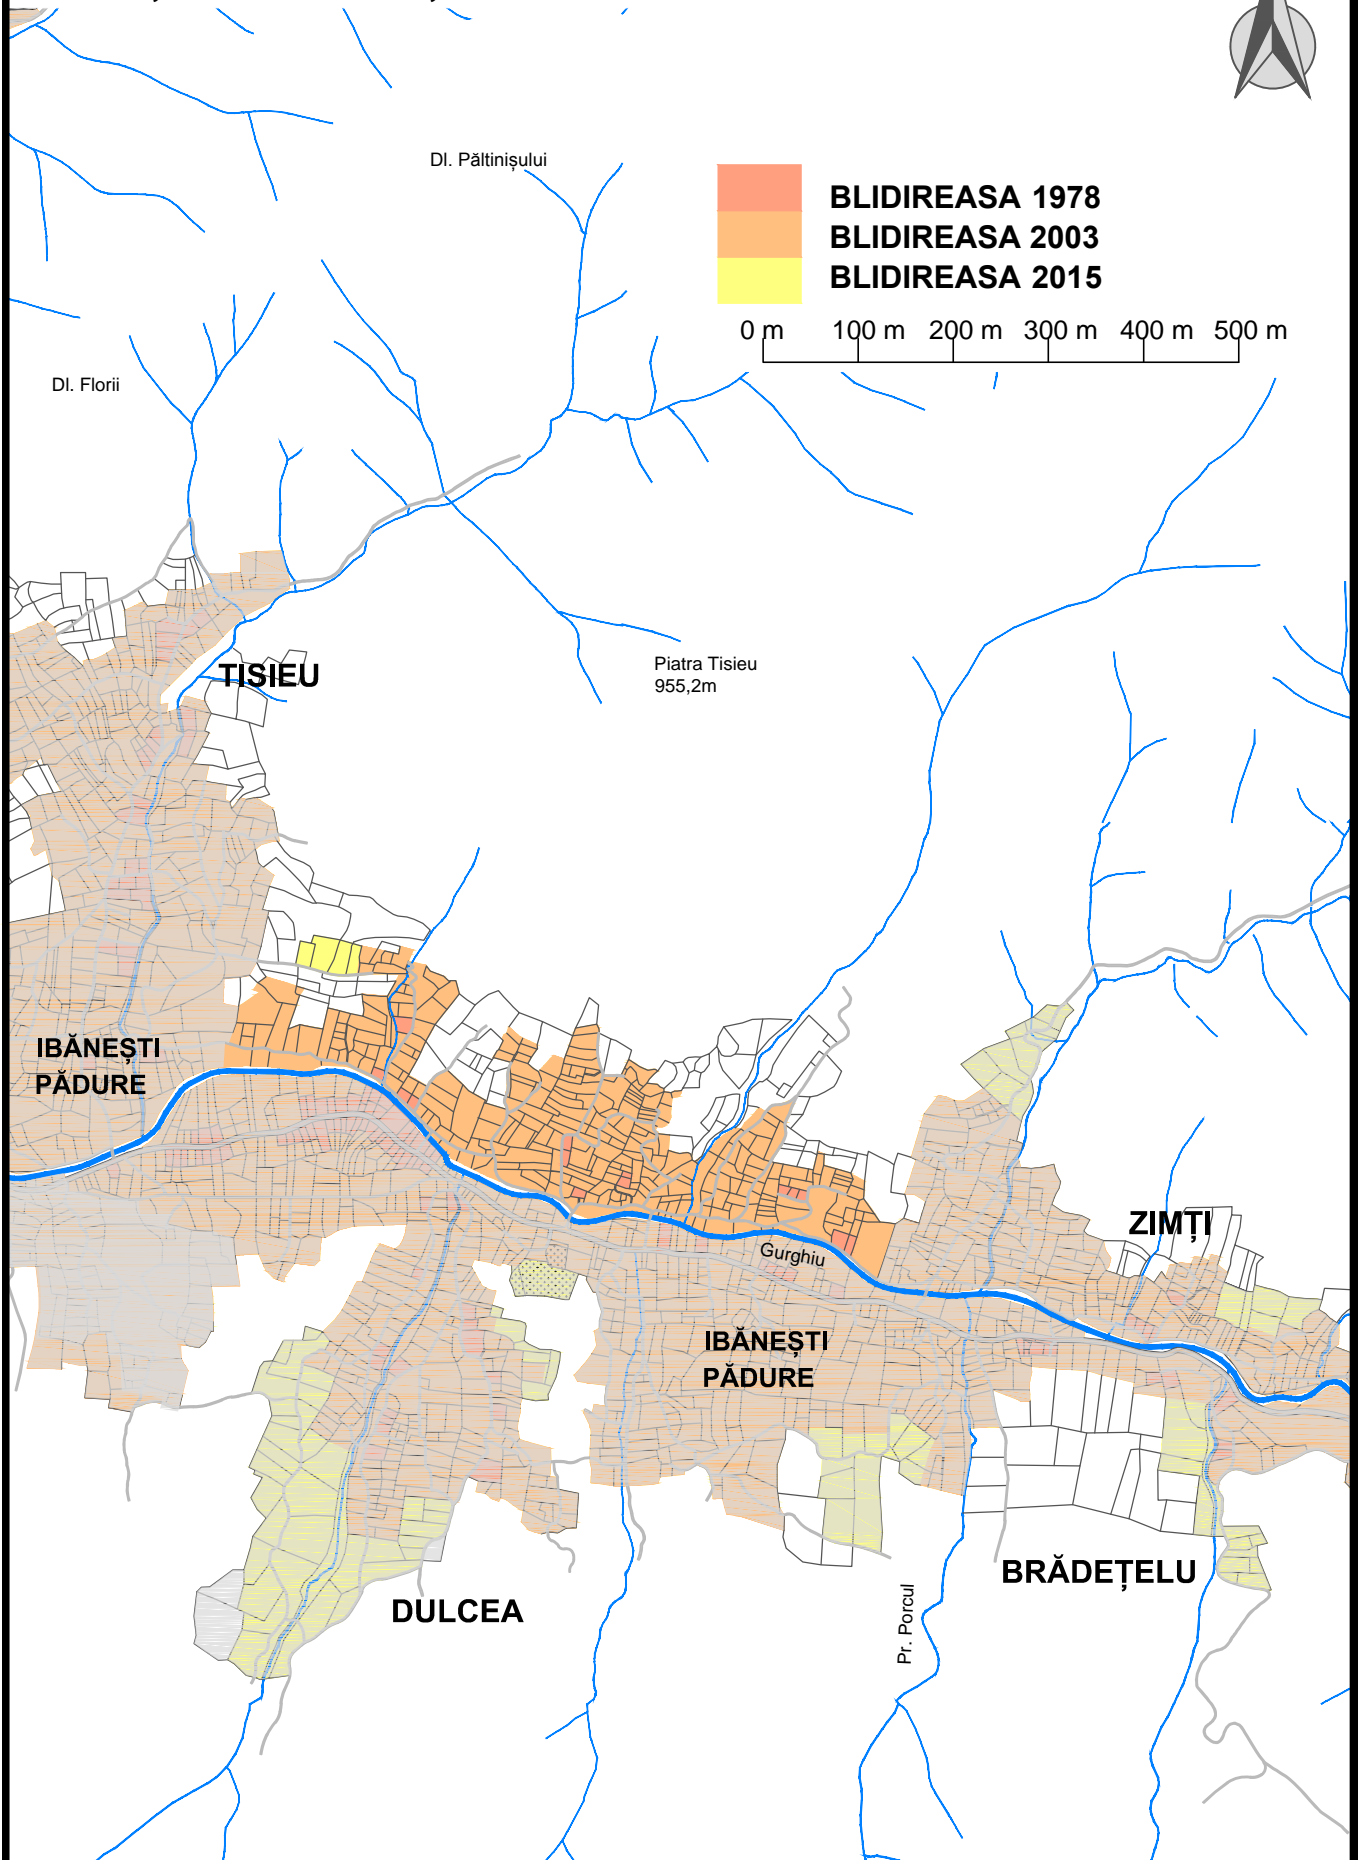 Dl. Păltinișului
BLIDIREASA 1978
BLIDIREASA 2003
BLIDIREASA 2015
0 m 100 m 200 m 300 m 400 m 500 m
Dl. Florii
Piatra Tisieu
955,2m
TISIEU
IBĂNEȘTI
PĂDURE
ZIMȚI
Gurghiu
IBĂNEȘTI
PĂDURE
BRĂDEȚELU
DULCEA
Pr. Porcul